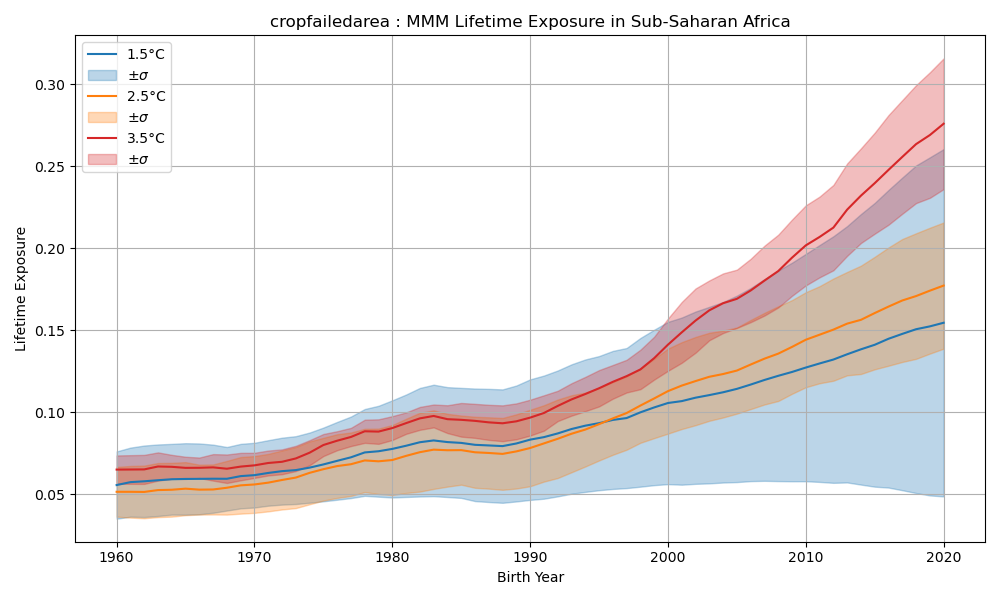 cropfailedarea : MMM Lifetime Exposure in Sub-Saharan Africa
1.5°C
±σ
2.5°C
±σ
3.5°C
±σ
0.30
0.25
0.20
0.15
0.10
0.05
Lifetime Exposure
1960 1970 1980 1990 2000 2010 2020
Birth Year